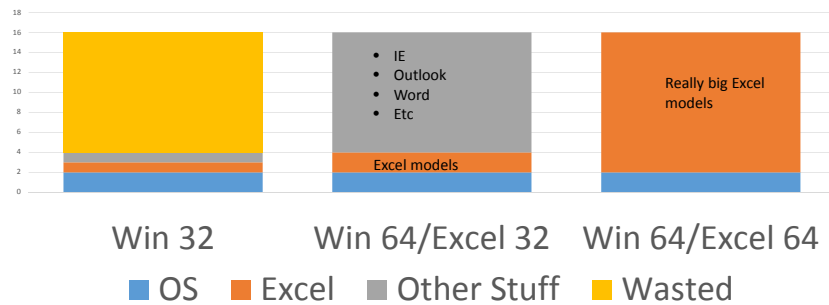 18
16
14
12
10
8
6
4
2
0
• IE
• Outlook
• Word
• Etc
Excel models
Really big Excel
models
Win 32
Win 64/Excel 32
Win 64/Excel 64
OS
Excel
Other Stuff
Wasted